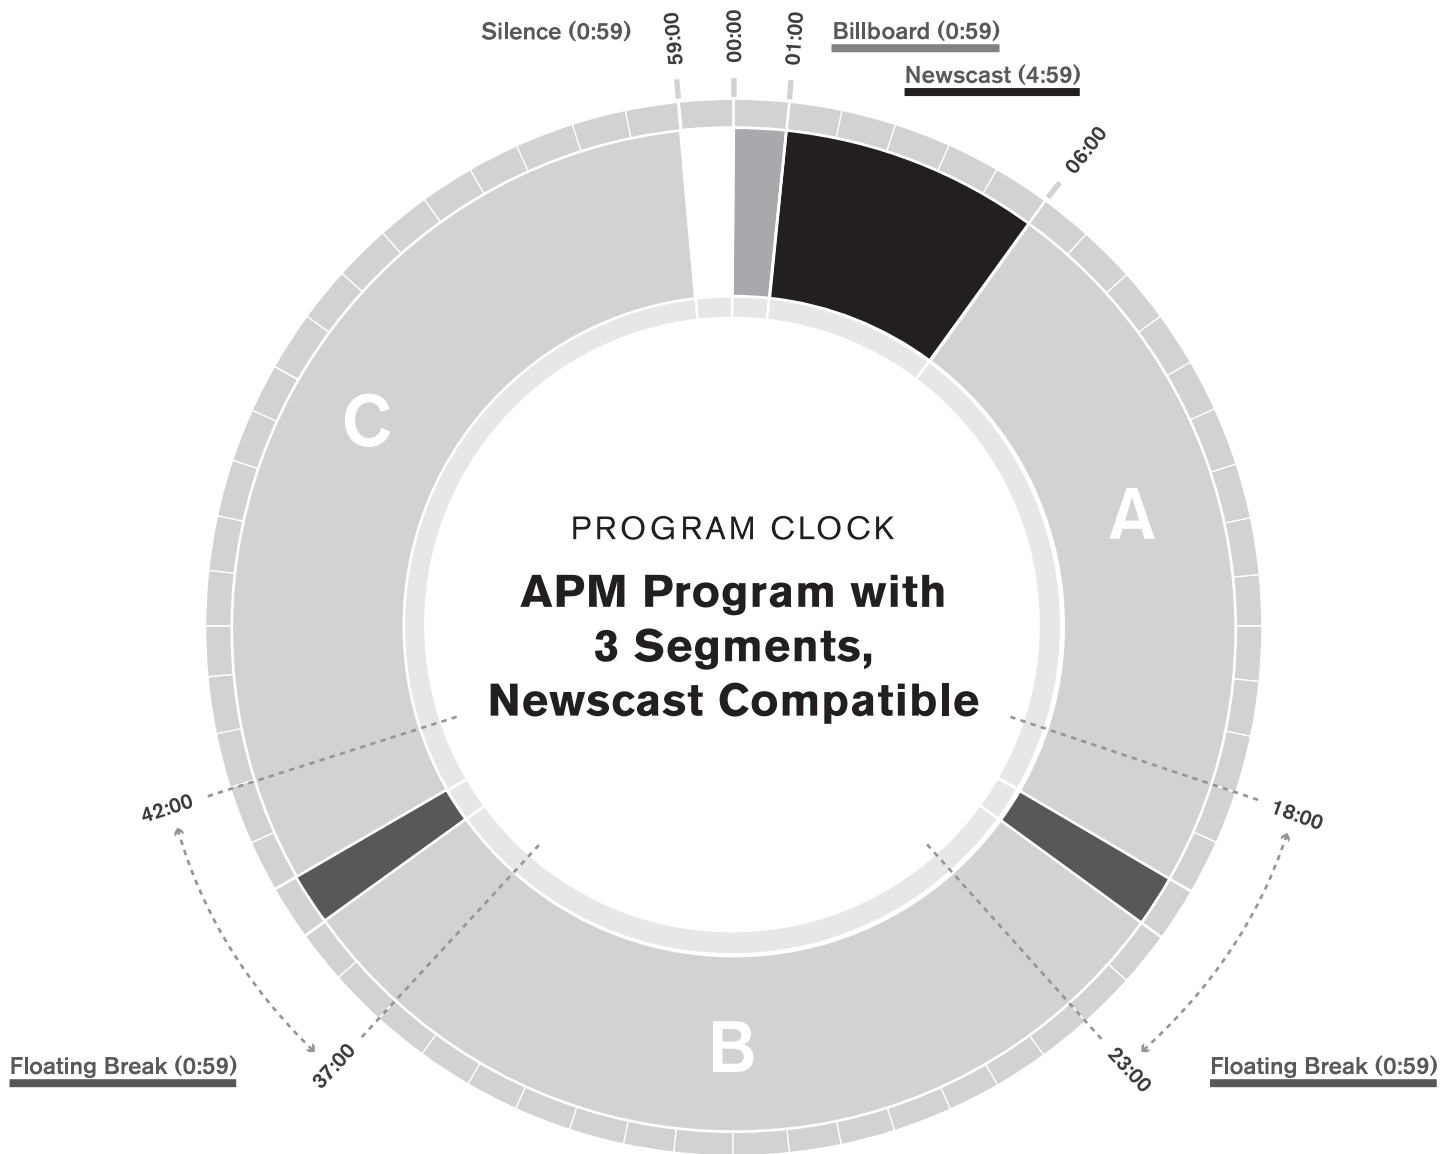 Silence (0:59)
59:00
00:00
01:00
Billboard (0:59)
Newscast (4:59)
06:00
C
A
PROGRAM CLOCK
APM Program with
3 Segments,
Newscast Compatible
42:00
18:00
B
37:00
23:00
Floating Break (0:59)
Floating Break (0:59)